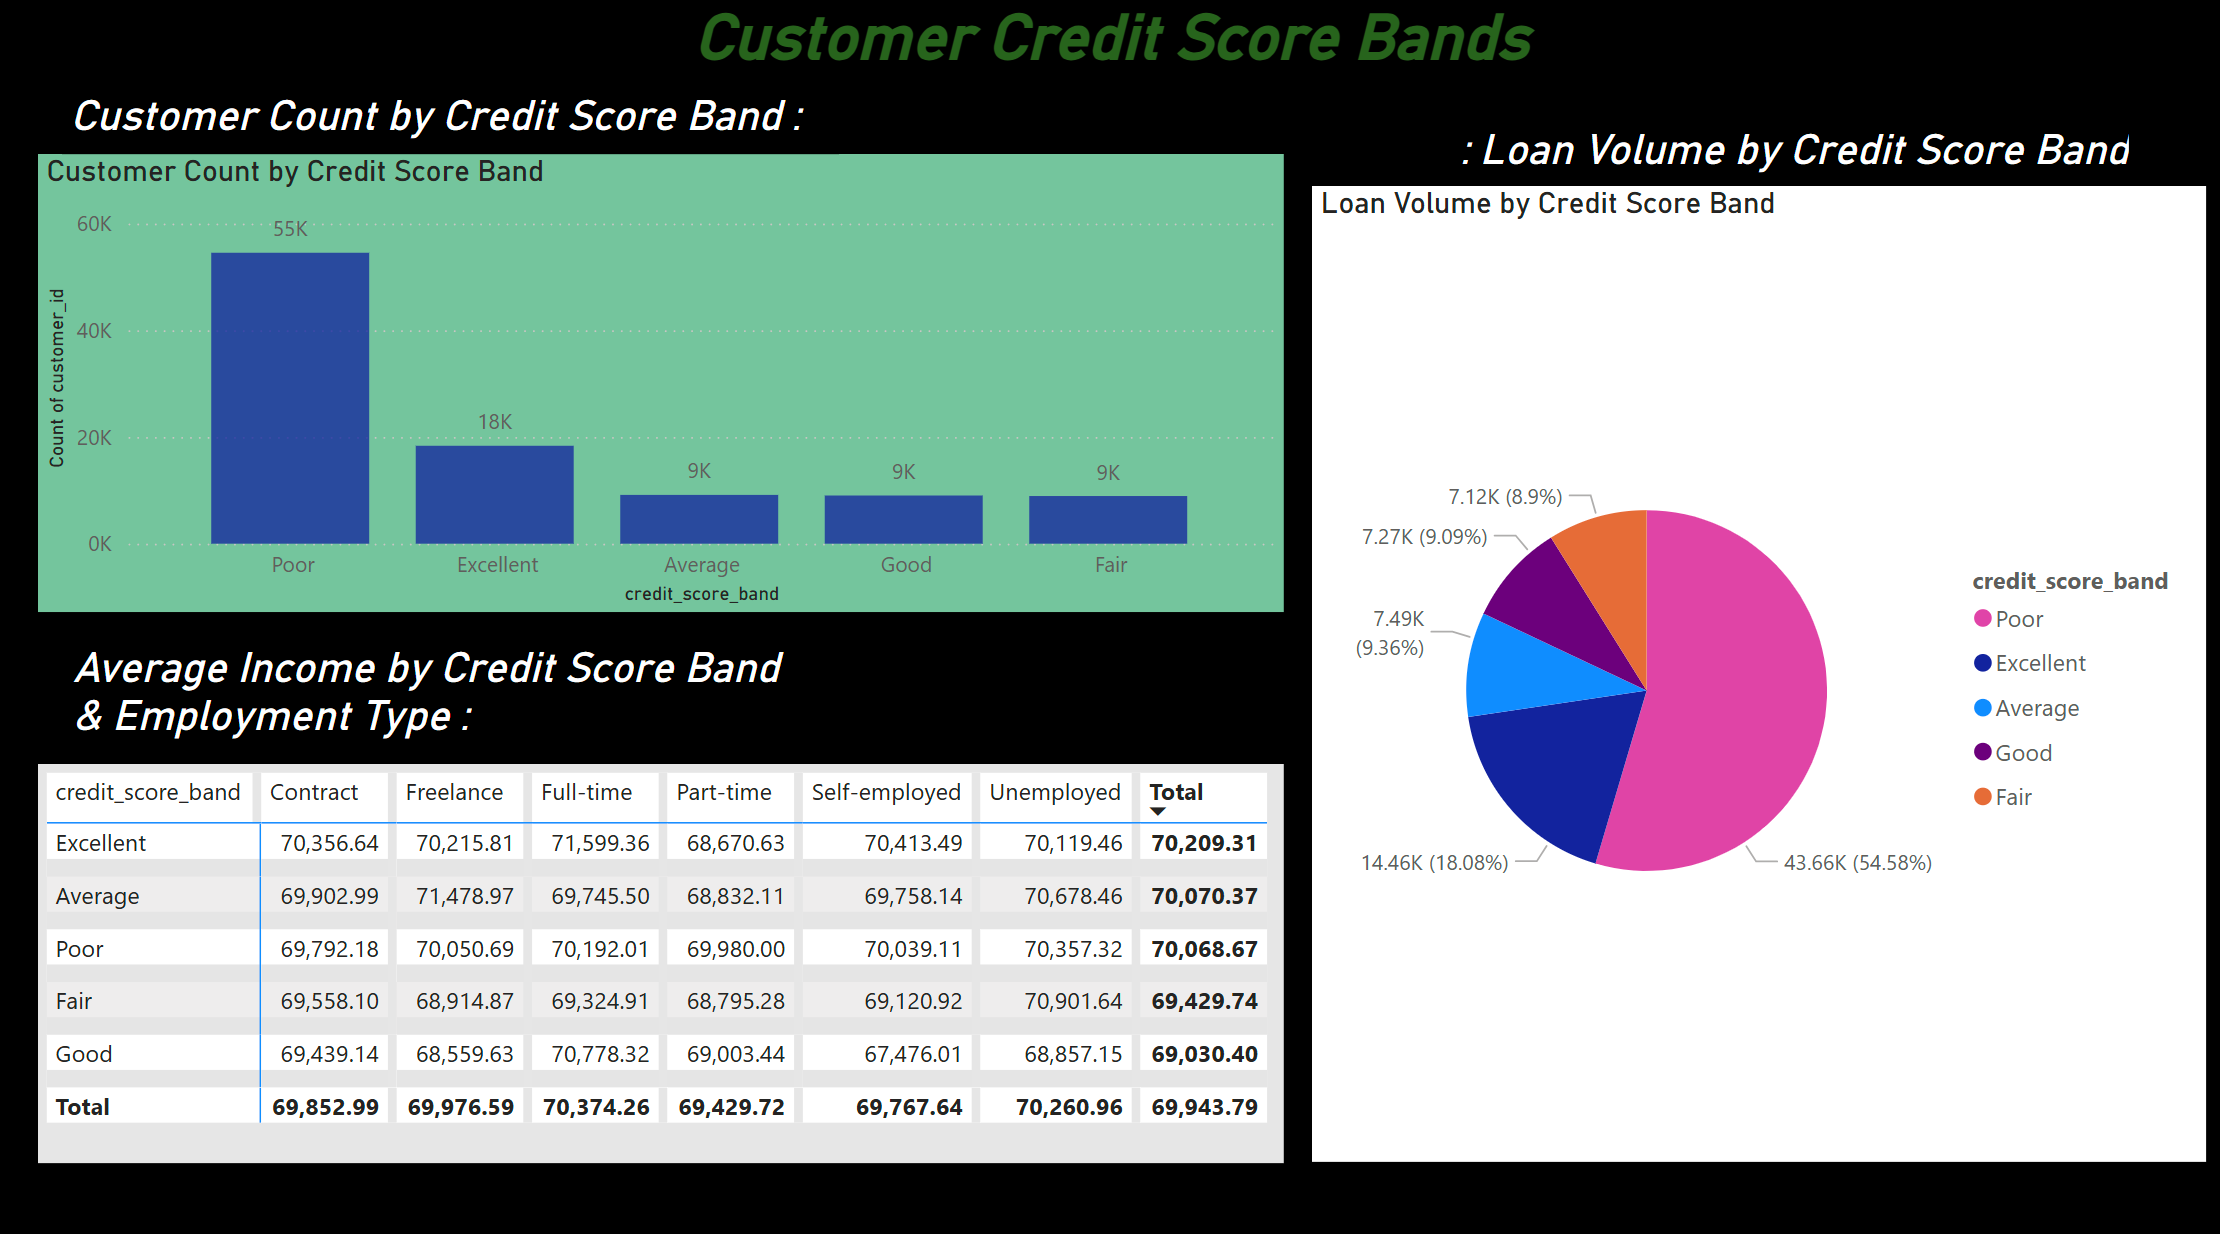 Customer Credit Score Bands
Customer Count by Credit Score Band :
Customer Count by Credit Score Band
Count of customer_id
60K
40K
20K
0K
55K
18K
9K
9K
9K
Poor
Excellent
Average
Good
Fair
credit_score_band
Average Income by Credit Score Band
& Employment Type :
credit_score_band Contract Freelance Full-time Part-time Self-employed Unemployed Total
Excellent 70,356.64 70,215.81 71,599.36 68,670.63 70,413.49 70,119.46 70,209.31
Average 69,902.99 71,478.97 69,745.50 68,832.11 69,758.14 70,678.46 70,070.37
Poor 69,792.18 70,050.69 70,192.01 69,980.00 70,039.11 70,357.32 70,068.67
Fair 69,558.10 68,914.87 69,324.91 68,795.28 69,120.92 70,901.64 69,429.74
Good 69,439.14 68,559.63 70,778.32 69,003.44 67,476.01 68,857.15 69,030.40
Total 69,852.99 69,976.59 70,374.26 69,429.72 69,767.64 70,260.96 69,943.79
: Loan Volume by Credit Score Band
Loan Volume by Credit Score Band
7.12K (8.9%)
7.27K (9.09%)
7.49K
(9.36%)
14.46K (18.08%)
43.66K (54.58%)
credit_score_band
Poor
Excellent
Average
Good
Fair